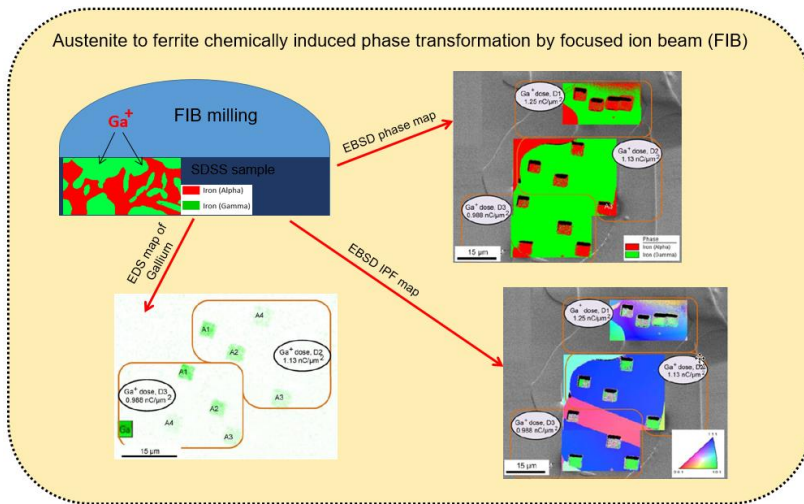 Austenite to ferrite chemically induced phase transformation by focused ion beam (FIB)
FIB milling
Ga+
SDSS sample
Iron (Alpha)
Iron (Gamma)
EBSD phase map
EDS map of
Gallium
EBSD IPF map
Ga+ dose, D1
1.25 nC/µm2
Ga+ dose, D2
1.13 nC/µm2
Ga+ dose, D3
0.988 nC/µm2
A3
15 µm
Phase
Iron (Alpha)
Iron (Gamma)
A4
A1
A2
Ga+ dose, D2
1.13 nC/µm2
A3
A1
Ga+ dose, D3
0.988 nC/µm2
A2
A4
A3
Ga
15 µm
Ga+ dose, D1
1.25 nC/µm2
Ga+ dose, D2
1.13 nC/µm2
Ga+ dose, D3
0.988 nC/µm2
15 µm